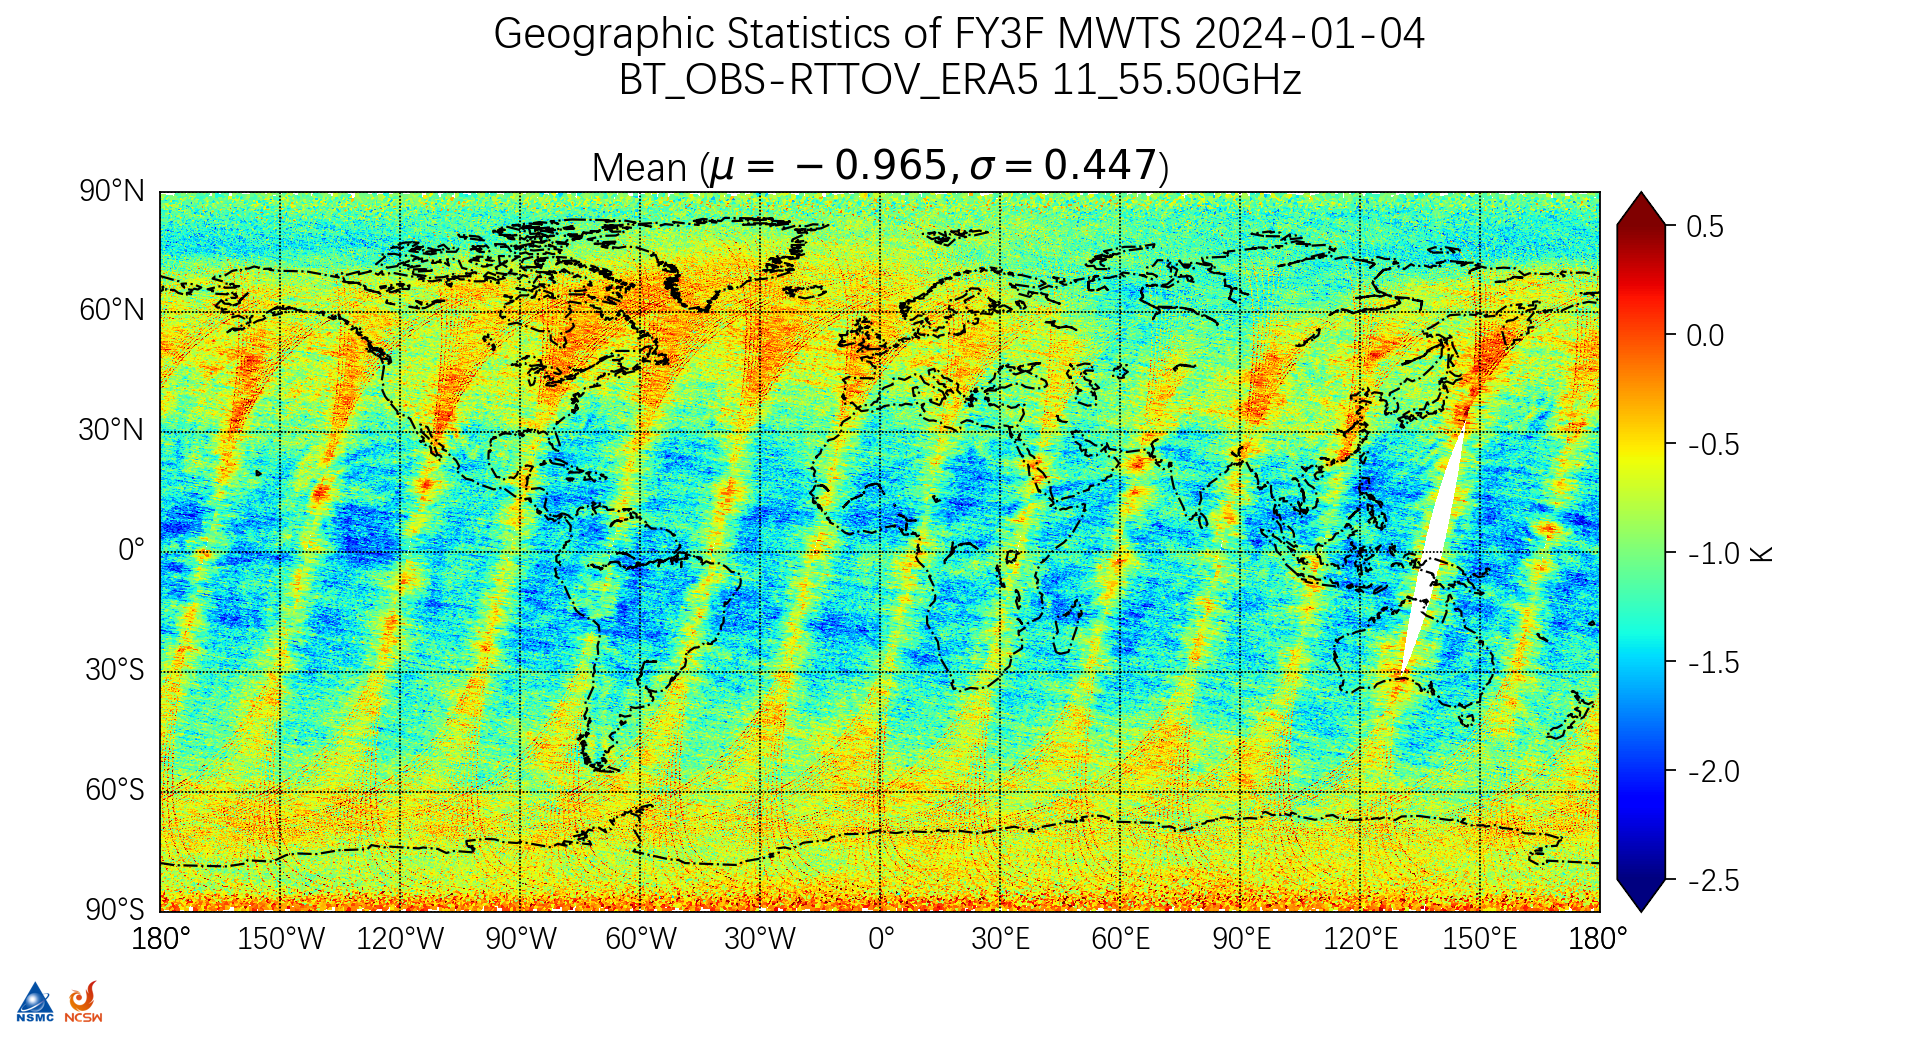 Geographic Statistics of FY3F MWTS 2024-01-04
BT_OBS-RTTOV_ERA5 11_55.50GHz
Mean (μ = −0.965, σ = 0.447)
90°N
60°N
30°N
0°
30°S
60°S
90°S
180° 150°W 120°W 90°W 60°W 30°W 0° 30°E 60°E 90°E 120°E 150°E 180°
0.5
0.0
-0.5
-1.0
-1.5
-2.0
-2.5
K
NSMC NCSW